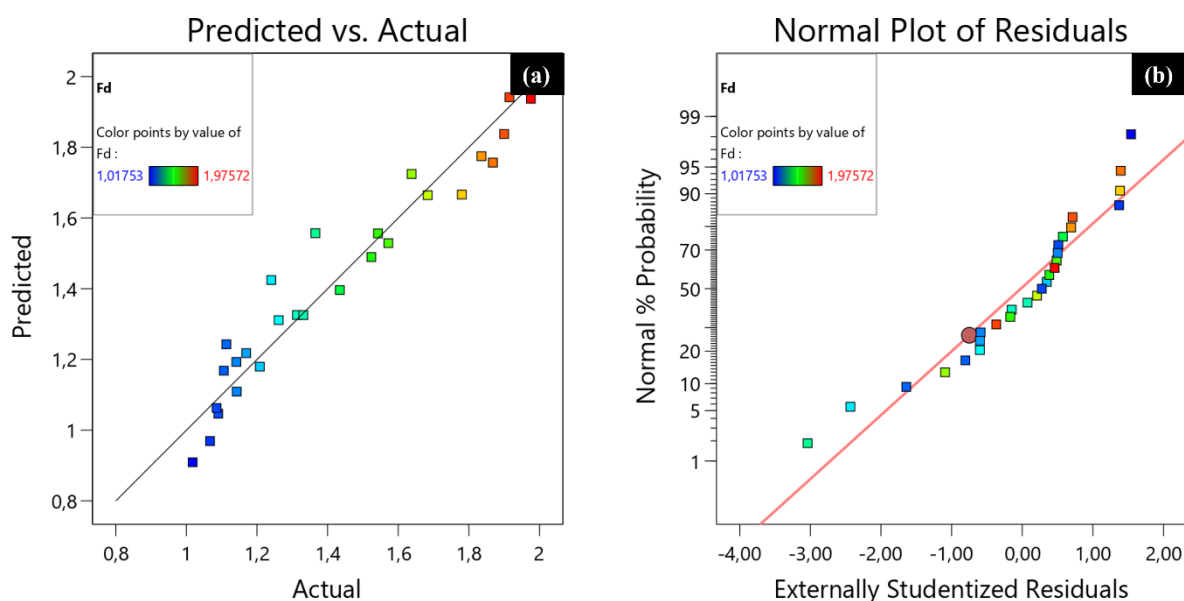 Predicted vs. Actual
(a)
Fd
Color points by value of
Fd :
1,01753
1,97572
2
1,8
1,6
1,4
1,2
1
0,8
Predicted
0,8
1
1,2
1,4
1,6
1,8
2
Actual
Normal Plot of Residuals
(b)
Fd
Color points by value of
Fd :
1,01753
1,97572
99
95
90
70
50
20
10
5
1
Normal % Probability
-4,00
-3,00
-2,00
-1,00
0,00
1,00
2,00
Externally Studentized Residuals